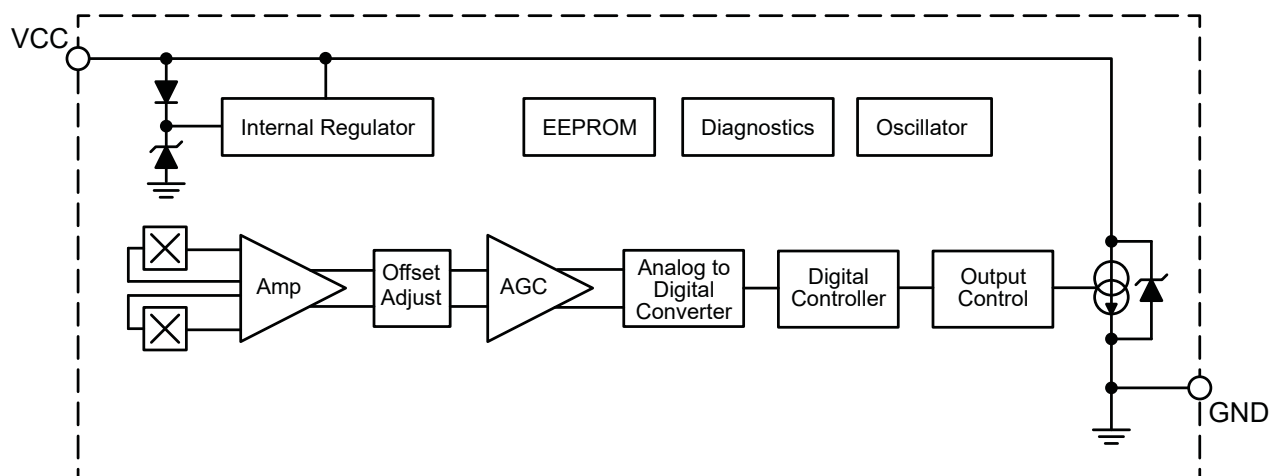 VCC
Internal Regulator
EEPROM
Diagnostics
Oscillator
Amp
Offset
Adjust
AGC
Analog to
Digital
Converter
Digital
Controller
Output
Control
GND